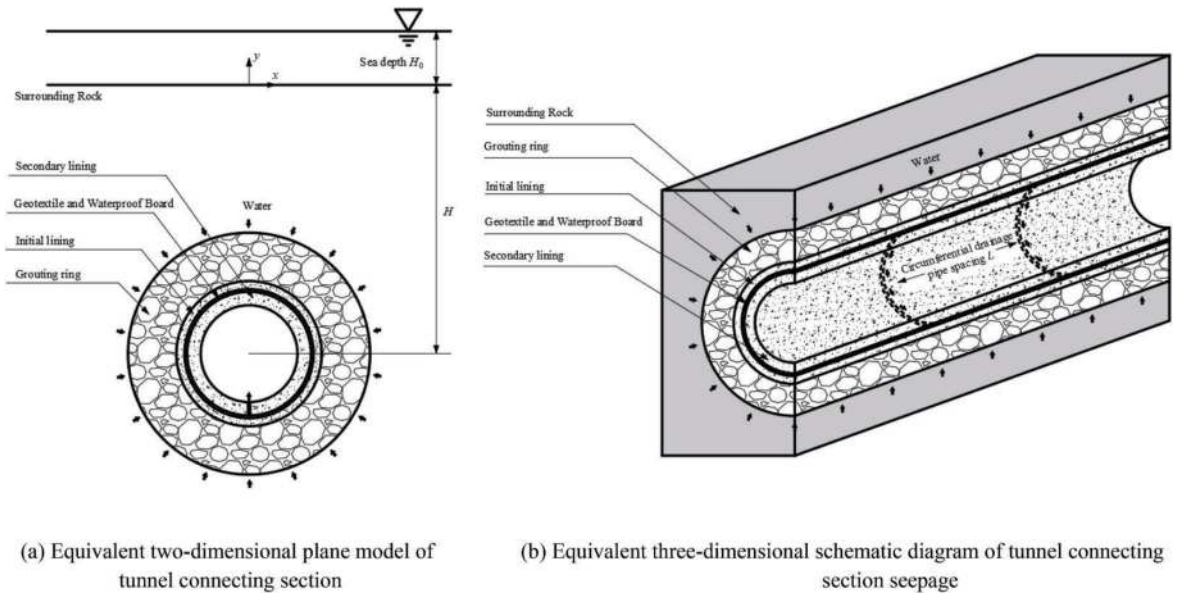 Sea depth H₀
y
x
Surrounding Rock
Secondary lining
Geotextile and Waterproof Board
Water
Initial lining
Grouting ring
H
Surrounding Rock
Grouting ring
Water
Initial lining
Geotextile and Waterproof Board
Secondary lining
Circumferential drainage
pipe spacing L
(a) Equivalent two-dimensional plane model of
tunnel connecting section
(b) Equivalent three-dimensional schematic diagram of tunnel connecting
section seepage